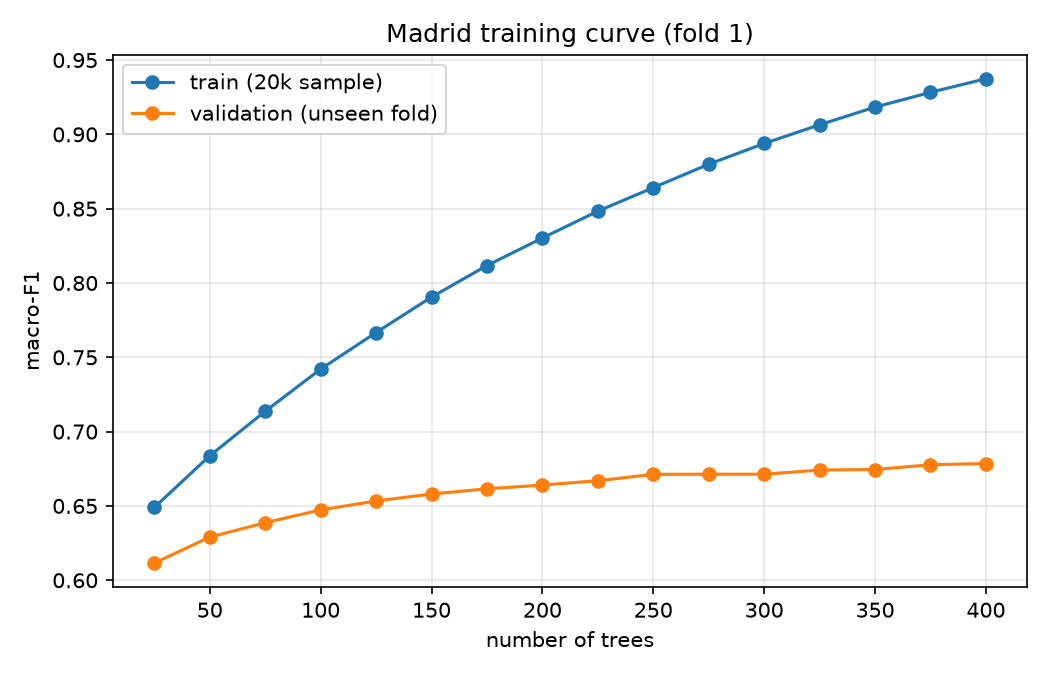 Madrid training curve (fold 1)
train (20k sample)
validation (unseen fold)
macro-F1
0.95
0.90
0.85
0.80
0.75
0.70
0.65
0.60
50 100 150 200 250 300 350 400
number of trees